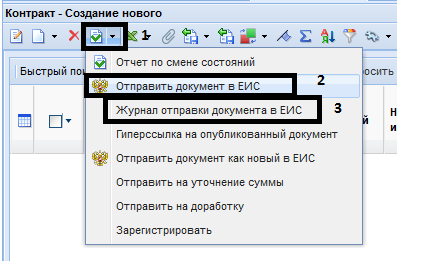 Контракт - Создание нового
1
Быстрый по
Отчет по смене состояний
Отправить документ в ЕИС
2
Журнал отправки документа в ЕИС
3
Гиперссылка на опубликованный документ
Отправить документ как новый в ЕИС
Отправить на уточнение суммы
Отправить на доработку
Зарегистрировать